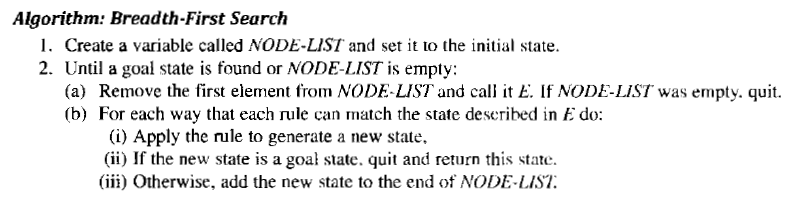 Algorithm: Breadth-First Search
1. Create a variable called NODE-LIST and set it to the initial state.
2. Until a goal state is found or NODE-LIST is empty:
(a) Remove the first element from NODE-LIST and call it E. If NODE-LIST was empty. quit.
(b) For each way that each rule can match the state described in E do:
(i) Apply the rule to generate a new state,
(ii) If the new state is a goal state. quit and return this state.
(iii) Otherwise, add the new state to the end of NODE-LIST.